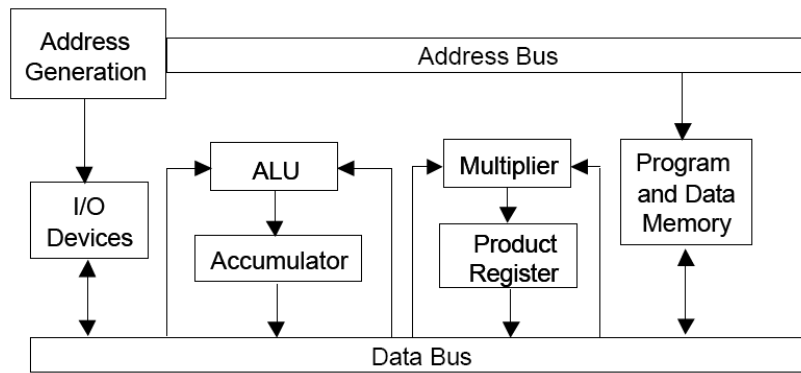 Address
Generation
Address Bus
ALU
Multiplier
Program
and Data
Memory
I/O
Devices
Accumulator
Product
Register
Data Bus